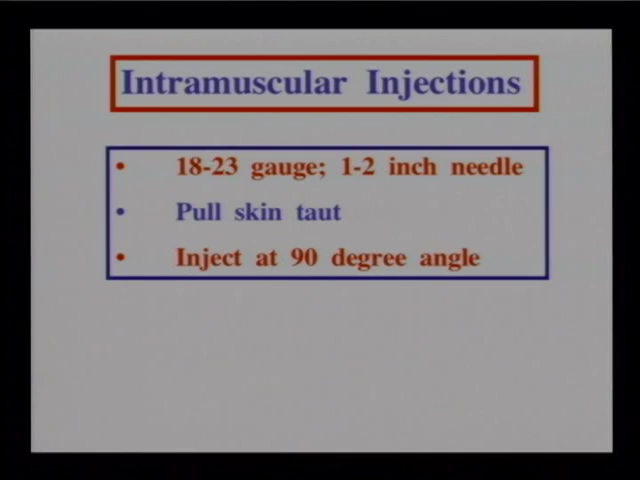 Intramuscular Injections
• 18-23 gauge; 1-2 inch needle
• Pull skin taut
• Inject at 90 degree angle